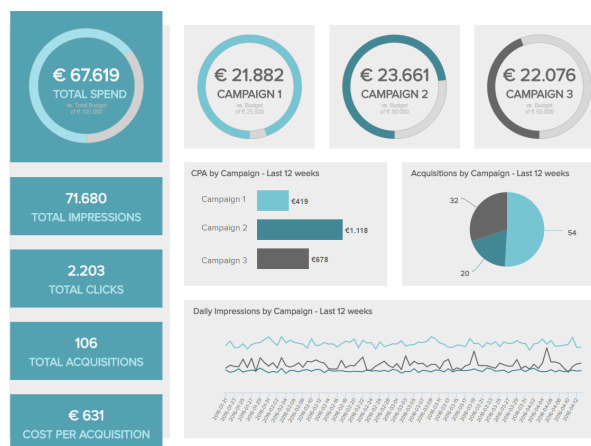 € 67.619
TOTAL SPEND
vs. Total Budget
of € 105.000
€ 21.882
CAMPAIGN 1
vs. Budget
of € 25.000
€ 23.661
CAMPAIGN 2
vs. Budget
of € 30.000
€ 22.076
CAMPAIGN 3
vs. Budget
of € 50.000
71.680
TOTAL IMPRESSIONS
2.203
TOTAL CLICKS
106
TOTAL ACQUISITIONS
€ 631
COST PER ACQUISITION
CPA by Campaign - Last 12 weeks
Campaign 1
€419
Campaign 2
€1.118
Campaign 3
€678
Acquisitions by Campaign - Last 12 weeks
32
54
20
Daily Impressions by Campaign - Last 12 weeks